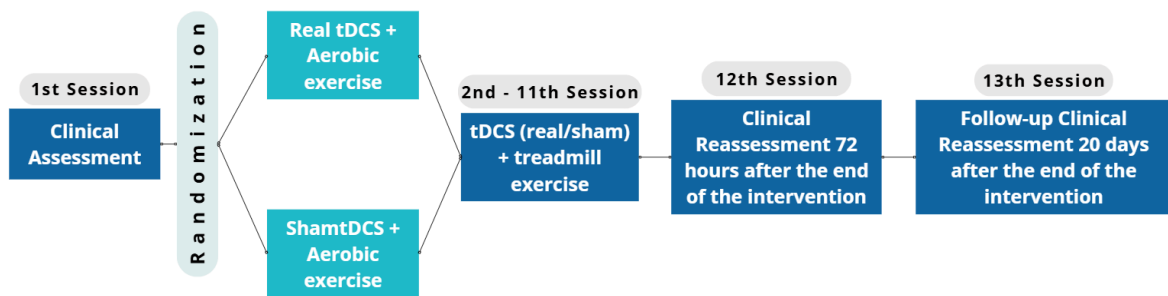 1st Session
Clinical
Assessment
Randomization
Real tDCS +
Aerobic
exercise
ShamtDCS +
Aerobic
exercise
2nd - 11th Session
tDCS (real/sham)
+ treadmill
exercise
12th Session
Clinical
Reassessment 72
hours after the end
of the intervention
13th Session
Follow-up Clinical
Reassessment 20 days
after the end of the
intervention